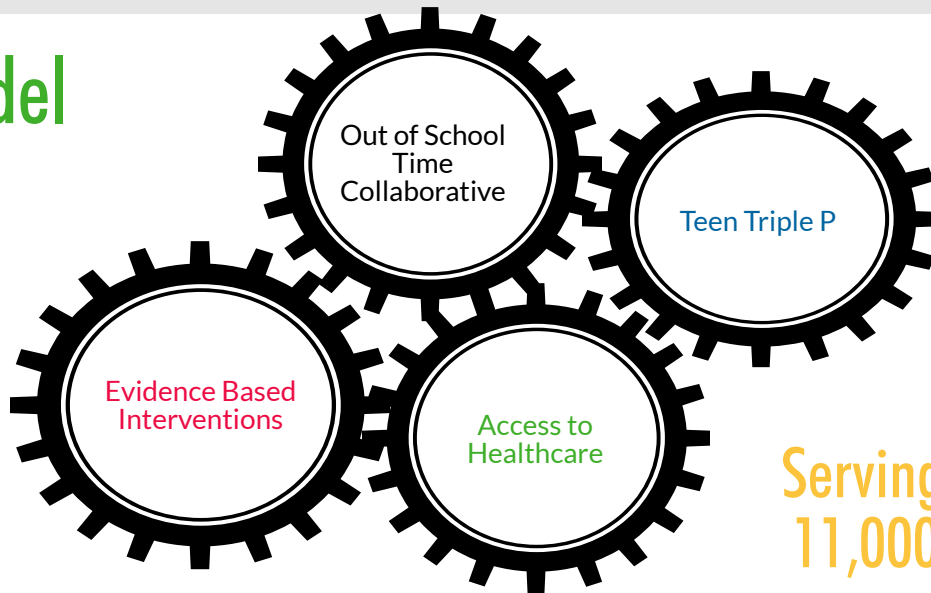 del
Out of School
Time
Collaborative
Teen Triple P
Evidence Based
Interventions
Access to
Healthcare
Serving
11,000